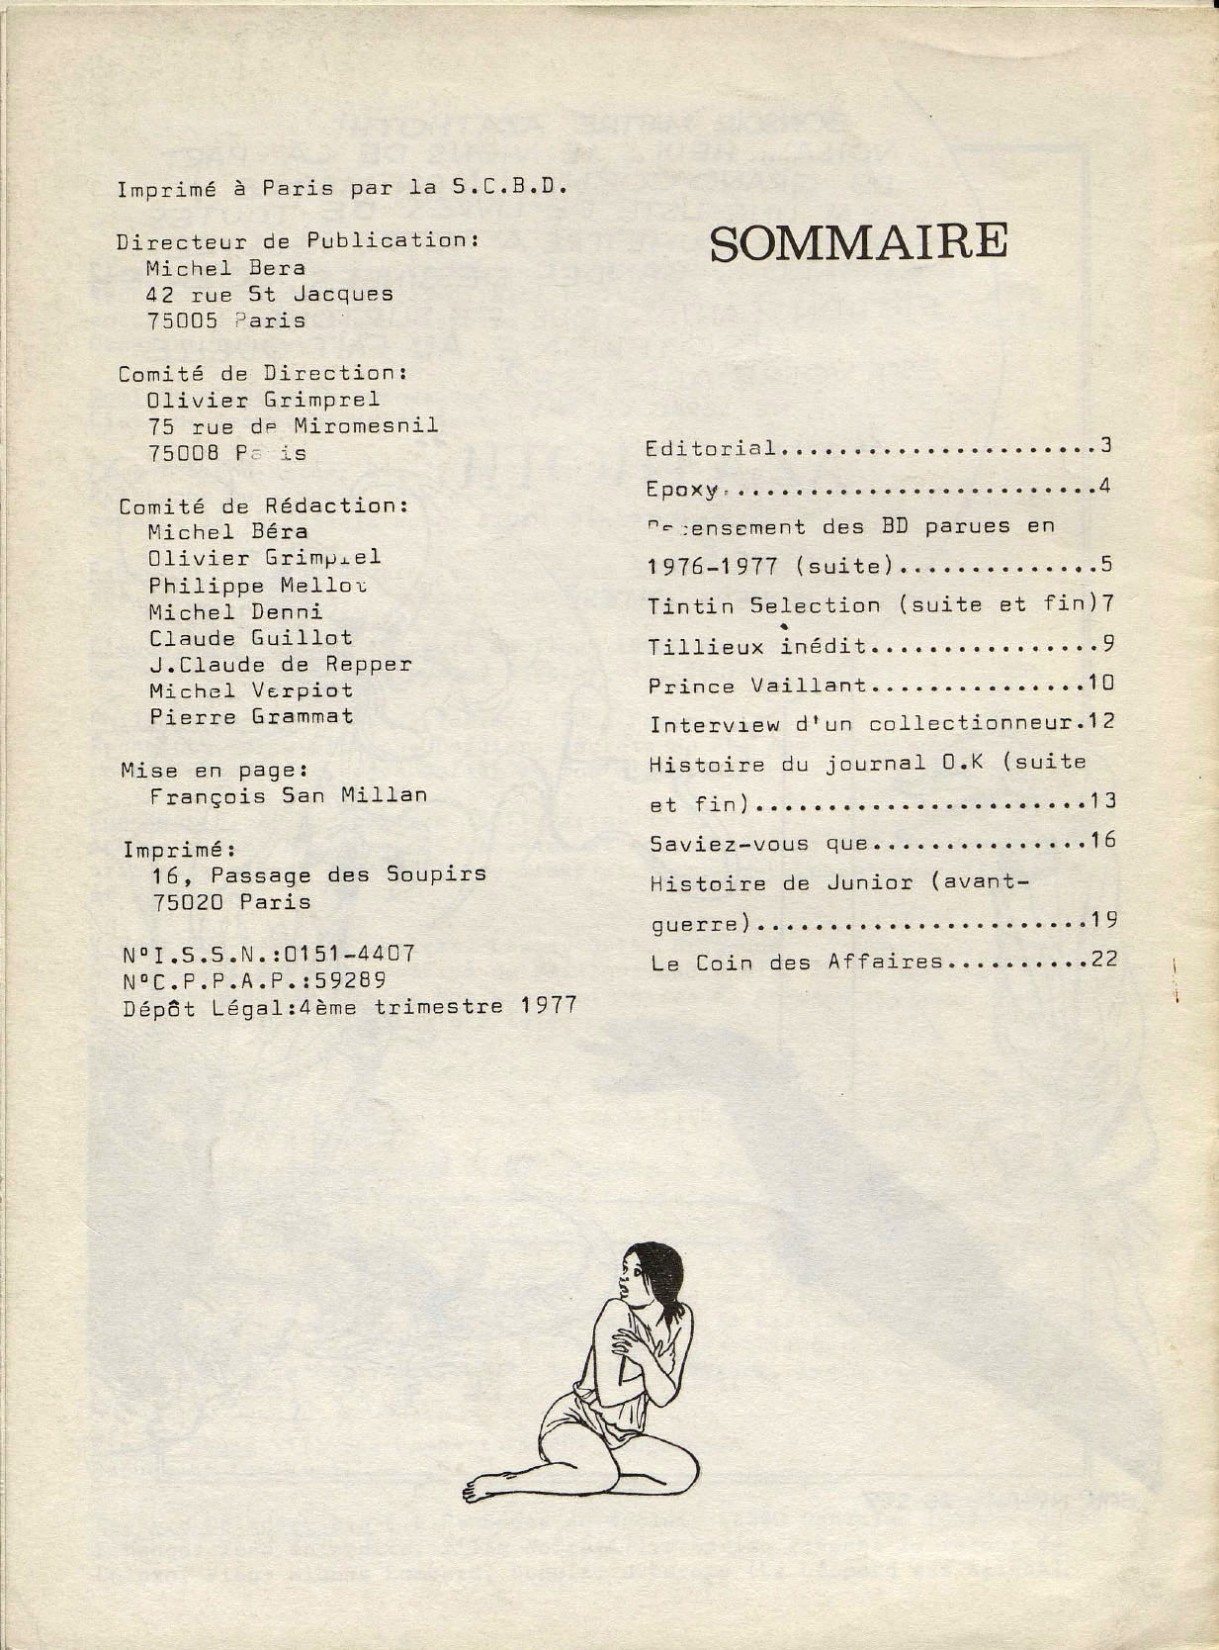 Imprimé à Paris par la S.C.B.D.
Directeur de Publication:
Michel Bera
42 rue St Jacques
75005 Paris
Comité de Direction:
Olivier Grimprel
75 rue de Miromesnil
75008 Paris
Comité de Rédaction:
Michel Béra
Olivier Grimprel
Philippe Mellot
Michel Denni
Claude Guillot
J.Claude de Repper
Michel Verpiot
Pierre Grammat
Mise en page:
François San Millan
Imprimé:
16, Passage des Soupirs
75020 Paris
N°I.S.S.N.:0151-4407
N°C.P.P.A.P.:59289
Dépôt Légal:4ème trimestre 1977
SOMMAIRE
Editorial......................3
Epoxy.........................4
Recensement des BD parues en
1976-1977 (suite)..............5
Tintin Selection (suite et fin)7
Tillieux inédit................9
Prince Vaillant...............10
Interview d'un collectionneur.12
Histoire du journal O.K (suite
et fin).......................13
Saviez-vous que...............16
Histoire de Junior (avant-
guerre).......................19
Le Coin des Affaires..........22